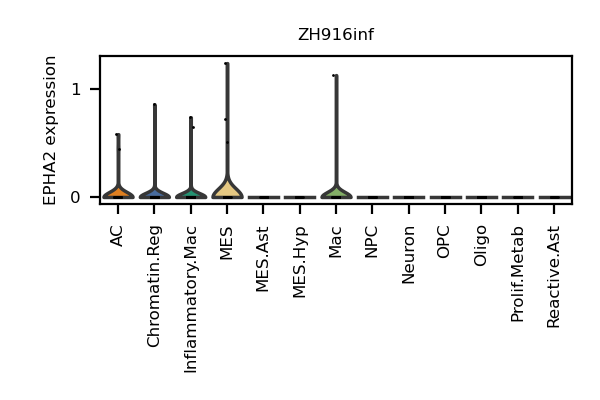 ZH916inf
EPHA2 expression
1
0
AC
Chromatin.Reg
Inflammatory.Mac
MES
MES.Ast
MES.Hyp
Mac
NPC
Neuron
OPC
Oligo
Prolif.Metab
Reactive.Ast